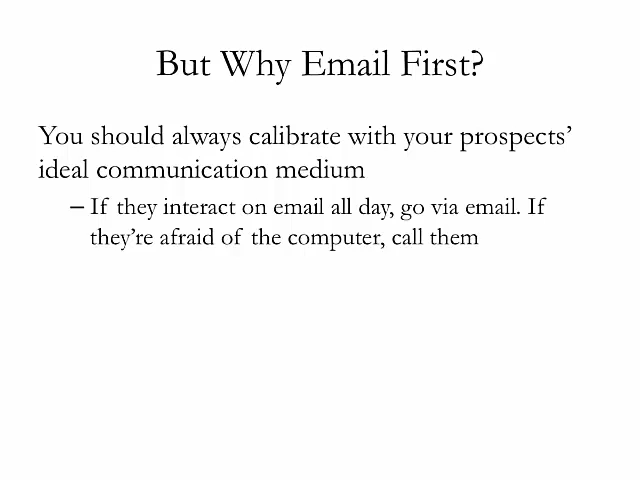 But Why Email First?
You should always calibrate with your prospects’
ideal communication medium
– If they interact on email all day, go via email. If
they’re afraid of the computer, call them